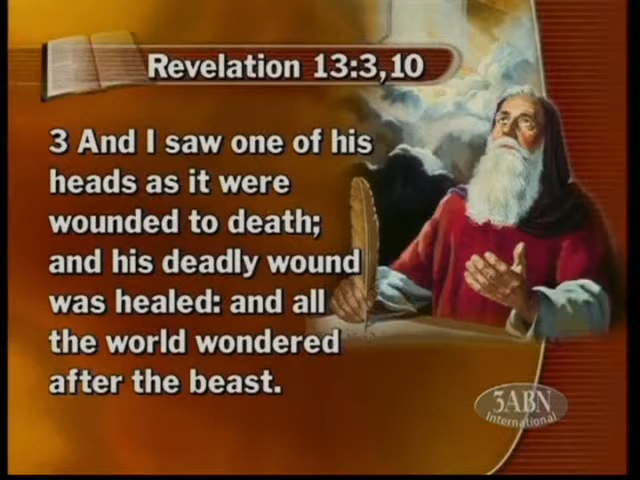 Revelation 13:3,10
3 And I saw one of his
heads as it were
wounded to death;
and his deadly wound
was healed: and all
the world wondered
after the beast.
3ABN
International